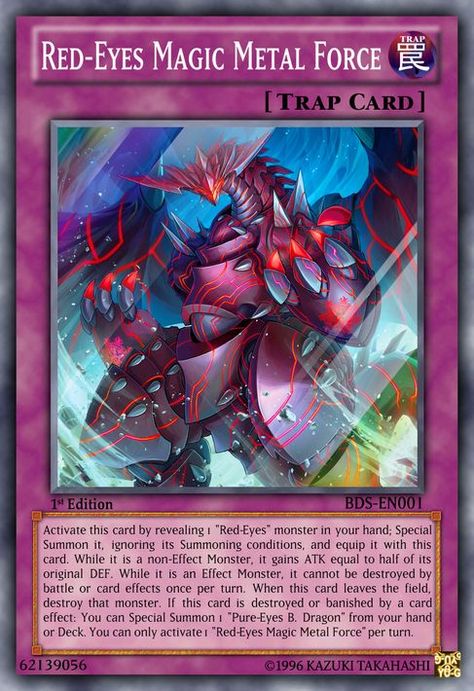 RED-EYES MAGIC METAL FORCE
TRAP
罠
[ TRAP CARD ]
1st Edition
BDS-EN001
Activate this card by revealing 1 "Red-Eyes" monster in your hand; Special
Summon it, ignoring its Summoning conditions, and equip it with this
card. While it is a non-Effect Monster, it gains ATK equal to half of its
original DEF. While it is an Effect Monster, it cannot be destroyed by
battle or card effects once per turn. When this card leaves the field,
destroy that monster. If this card is destroyed or banished by a card
effect: You can Special Summon 1 "Pure-Eyes B. Dragon" from your hand
or Deck. You can only activate 1 "Red-Eyes Magic Metal Force" per turn.
62139056
©1996 KAZUKI TAKAHASHI